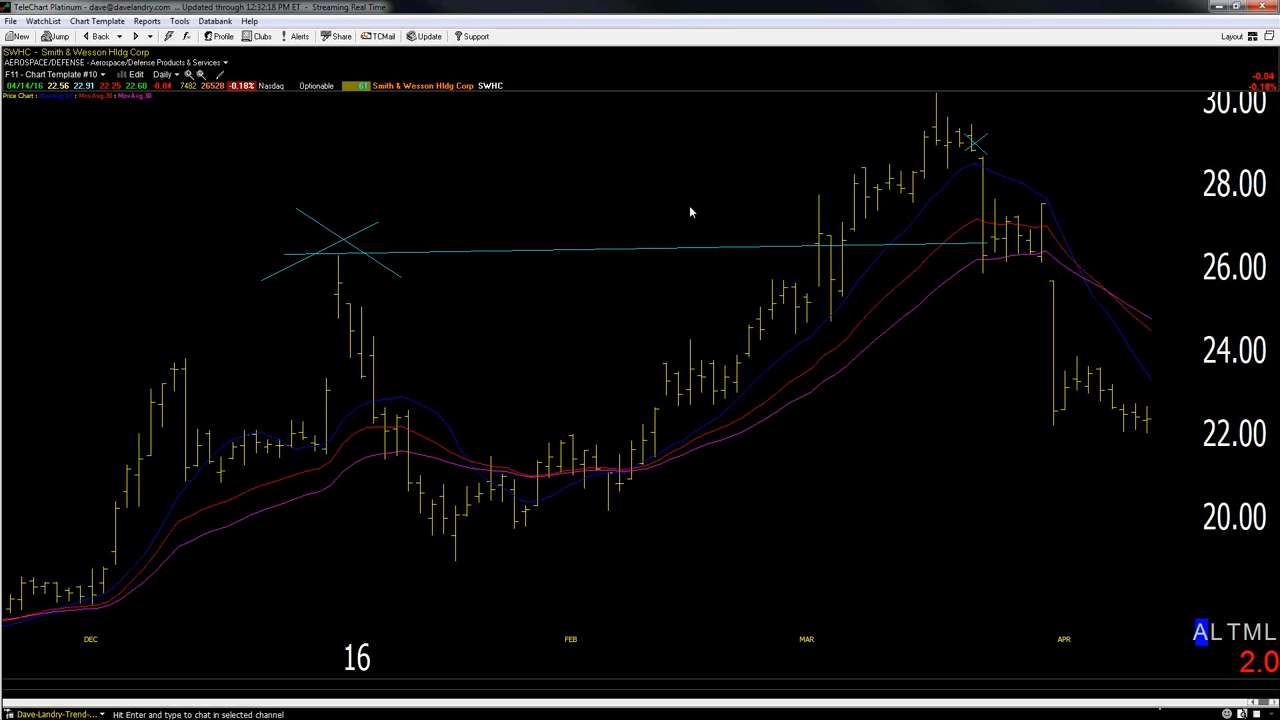 TeleChart Platinum - dave@davelandry.com ... Updated through 12:32:18 PM ET - Streaming Real Time
File WatchList Chart Template Reports Tools Databank Help
New Jump Back Profile Clubs Alerts Share TCMail Update Support Layout
SWHC - Smith & Wesson Hldg Corp
AEROSPACE/DEFENSE - Aerospace/Defense Products & Services
F11 - Chart Template #10 Edit Daily
-0.04
04/14/16 22.56 22.91 22.25 22.60 -0.04 7482 26528 -0.18% Nasdaq Optionable 61 Smith & Wesson Hldg Corp SWHC -0.18%
Price Chart : Mov Avg 20 : Mov Avg 30
30.00
28.00
26.00
24.00
22.00
20.00
DEC FEB MAR APR
16
ALTML
2.0
Dave-Landry-Trend-... Hit Enter and type to chat in selected channel